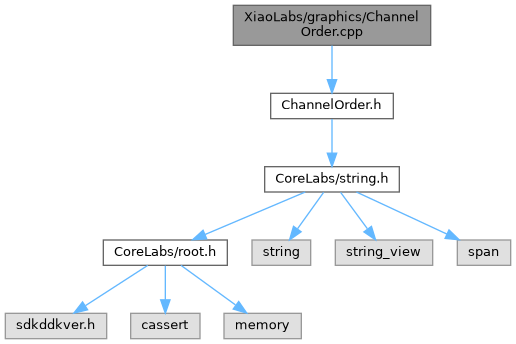 XiaoLabs/graphics/Channel
Order.cpp
ChannelOrder.h
CoreLabs/string.h
CoreLabs/root.h
string
string_view
span
sdkddkver.h
cassert
memory